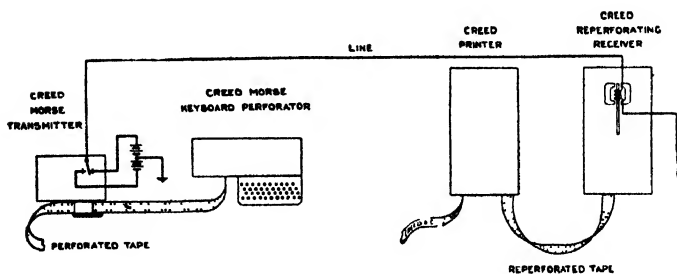 CREED
MORSE
TRANSMITTER
CREED MORSE
KEYBOARD PERFORATOR
LINE
CREED
PRINTER
CREED
REPERFORATING
RECEIVER
PERFORATED TAPE
REPERFORATED TAPE